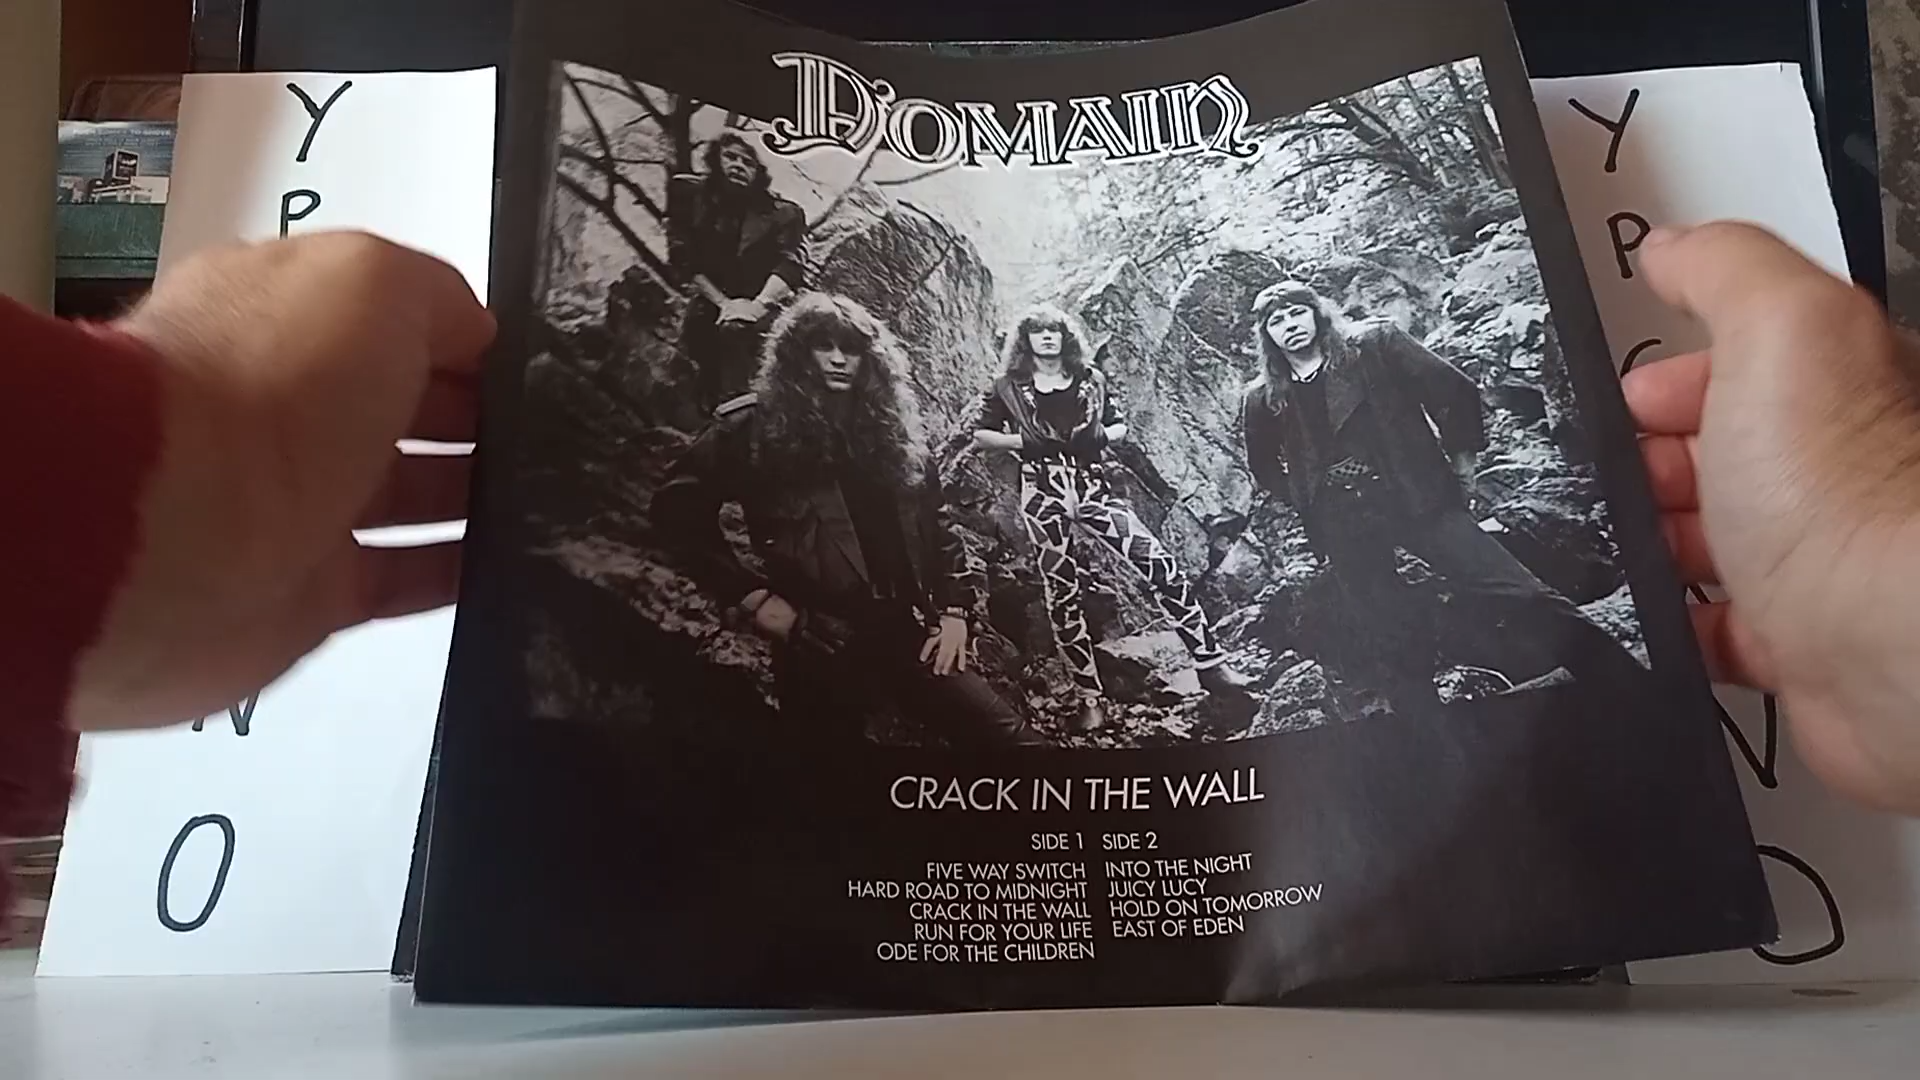 Y
P
N
O
DOMAIN
CRACK IN THE WALL
SIDE 1 SIDE 2
FIVE WAY SWITCH INTO THE NIGHT
HARD ROAD TO MIDNIGHT JUICY LUCY
CRACK IN THE WALL HOLD ON TOMORROW
RUN FOR YOUR LIFE EAST OF EDEN
ODE FOR THE CHILDREN
Y
P
N
O